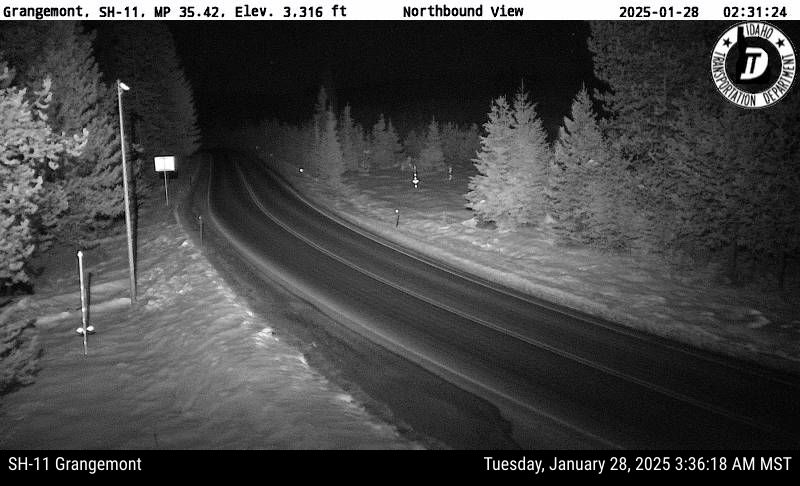 Grangemont, SH-11, MP 35.42, Elev. 3,316 ft Northbound View 2025-01-28 02:31:24
IDAHO
TRANSPORTATION DEPARTMENT
SH-11 Grangemont Tuesday, January 28, 2025 3:36:18 AM MST